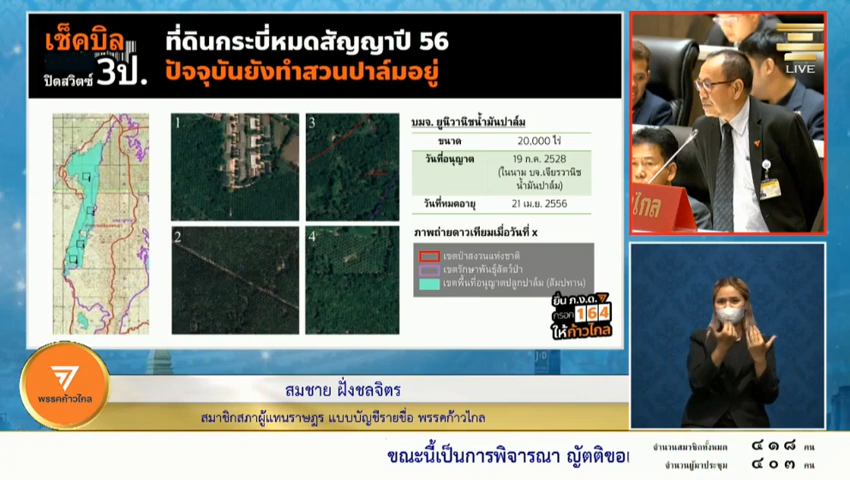 เช็คบิล
ปิดสวิตซ์ 3ป.
ที่ดินกระบี่หมดสัญญาปี 56
ปัจจุบันยังทำสวนปาล์มอยู่
1
3
2
4
บมจ. ยูนิวานิชน้ำมันปาล์ม
ขนาด 20,000 ไร่
วันที่อนุญาต 19 ก.ค. 2528
(ในนาม บจ.เจียรวานิช
น้ำมันปาล์ม)
วันที่หมดอายุ 21 เม.ย. 2556
ภาพถ่ายดาวเทียมเมื่อวันที่ x
เขตป่าสงวนแห่งชาติ
เขตรักษาพันธุ์สัตว์ป่า
เขตพื้นที่อนุญาตปลูกปาล์ม (สัมปทาน)
ยื่น ภ.ง.ด.
กรอก 164
ให้ก้าวไกล
LIVE
ไกล
พรรคก้าวไกล
สมชาย ฝั่งชลจิตร
สมาชิกสภาผู้แทนราษฎร แบบบัญชีรายชื่อ พรรคก้าวไกล
ขณะนี้เป็นการพิจารณา ญัตติขอเ
จำนวนสมาชิกทั้งหมด ๔๑๘ คน
จำนวนผู้มาประชุม ๔๐๓ คน